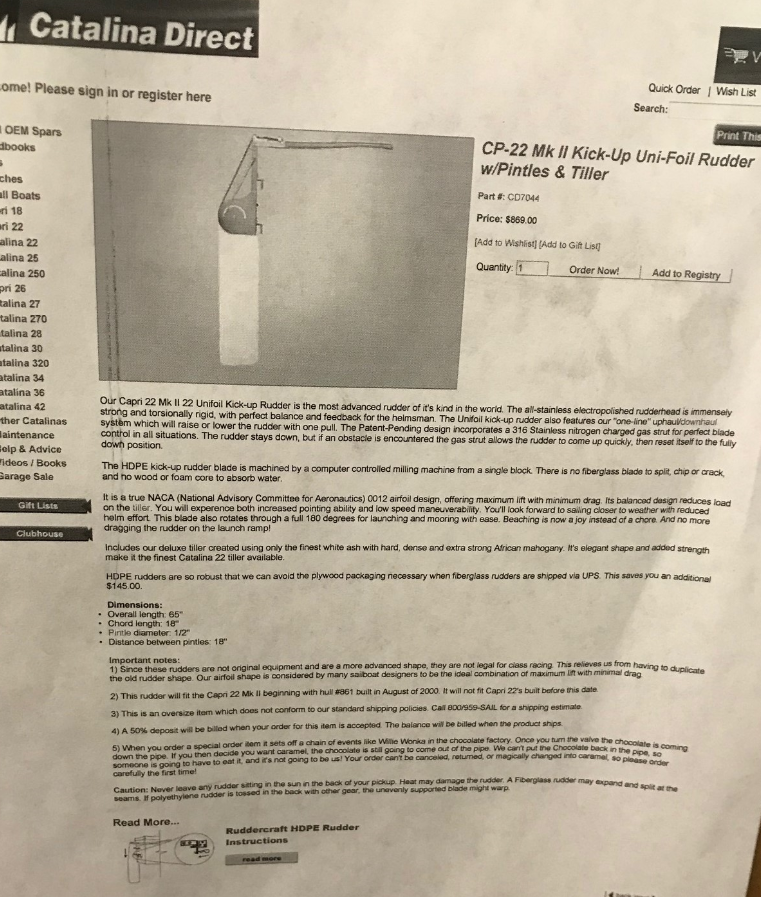 Catalina Direct
ome! Please sign in or register here
Quick Order | Wish List
Search:
Print This
OEM Spars
dbooks
s
ches
all Boats
ri 18
ri 22
alina 22
alina 25
atalina 250
pri 26
talina 27
talina 270
talina 28
talina 30
atalina 320
atalina 34
atalina 36
atalina 42
ther Catalinas
aintenance
elp & Advice
ideos / Books
arage Sale
Gift Lists
Clubhouse
CP-22 Mk II Kick-Up Uni-Foil Rudder
w/Pintles & Tiller
Part #: CD7044
Price: $869.00
[Add to Wishlist] [Add to Gift List]
Quantity: 1 Order Now! Add to Registry
Our Capri 22 Mk II 22 Unifoil Kick-up Rudder is the most advanced rudder of it's kind in the world. The all-stainless electropolished rudderhead is immensely
strong and torsionally rigid, with perfect balance and feedback for the helmsman. The Unifoil kick-up rudder also features our "one-line" uphaul/downhaul
system which will raise or lower the rudder with one pull. The Patent-Pending design incorporates a 316 Stainless nitrogen charged gas strut for perfect blade
control in all situations. The rudder stays down, but if an obstacle is encountered the gas strut allows the rudder to come up quickly, then reset itself to the fully
down position.
The HDPE kick-up rudder blade is machined by a computer controlled milling machine from a single block. There is no fiberglass blade to split, chip or crack,
and no wood or foam core to absorb water.
It is a true NACA (National Advisory Committee for Aeronautics) 0012 airfoil design, offering maximum lift with minimum drag. Its balanced design reduces load
on the tiller. You will experence both increased pointing ability and low speed maneuverability. You'll look forward to sailing closer to weather with reduced
helm effort. This blade also rotates through a full 180 degrees for launching and mooring with ease. Beaching is now a joy instead of a chore. And no more
dragging the rudder on the launch ramp!
Includes our deluxe tiller created using only the finest white ash with hard, dense and extra strong African mahogany. It's elegant shape and added strength
make it the finest Catalina 22 tiller available.
HDPE rudders are so robust that we can avoid the plywood packaging necessary when fiberglass rudders are shipped via UPS. This saves you an additional
$145.00.
Dimensions:
• Overall length: 65"
• Chord length: 18"
• Pintle diameter: 1/2"
• Distance between pintles: 18"
Important notes:
1) Since these rudders are not original equipment and are a more advanced shape, they are not legal for class racing. This relieves us from having to duplicate
the old rudder shape. Our airfoil shape is considered by many sailboat designers to be the ideal combination of maximum lift with minimal drag.
2) This rudder will fit the Capri 22 Mk II beginning with hull #861 built in August of 2000. It will not fit Capri 22's built before this date.
3) This is an oversize item which does not conform to our standard shipping policies. Call 800/959-SAIL for a shipping estimate.
4) A 50% deposit will be billed when your order for this item is accepted. The balance will be billed when the product ships.
5) When you order a special order item it sets off a chain of events like Willie Wonka in the chocolate factory. Once you turn the valve the chocolate is coming
down the pipe. If you then decide you want caramel, the chocolate is still going to come out of the pipe. We can't put the Chocolate back in the pipe, so
someone is going to have to eat it, and it's not going to be us! Your order can't be canceled, returned, or magically changed into caramel, so please order
carefully the first time!
Caution: Never leave any rudder sitting in the sun in the back of your pickup. Heat may damage the rudder. A Fiberglass rudder may expand and split at the
seams. If polyethylene rudder is tossed in the back with other gear, the unevenly supported blade might warp.
Read More...
Ruddercraft HDPE Rudder
Instructions
read more